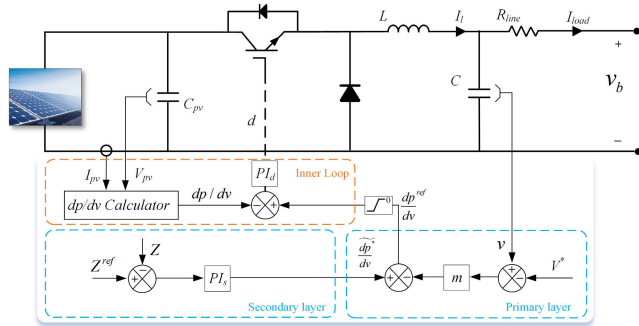 L
I_l
R_line
I_load
C_pv
C
v_b
+
−
d
I_pv
V_pv
PI_d
Inner Loop
dp/dv Calculator
dp / dv
− +
0
dp^ref
dv
Z
Z^ref
−
+
PI_s
dp*
dv
+
+
m
v
+
−
V*
Secondary layer
Primary layer